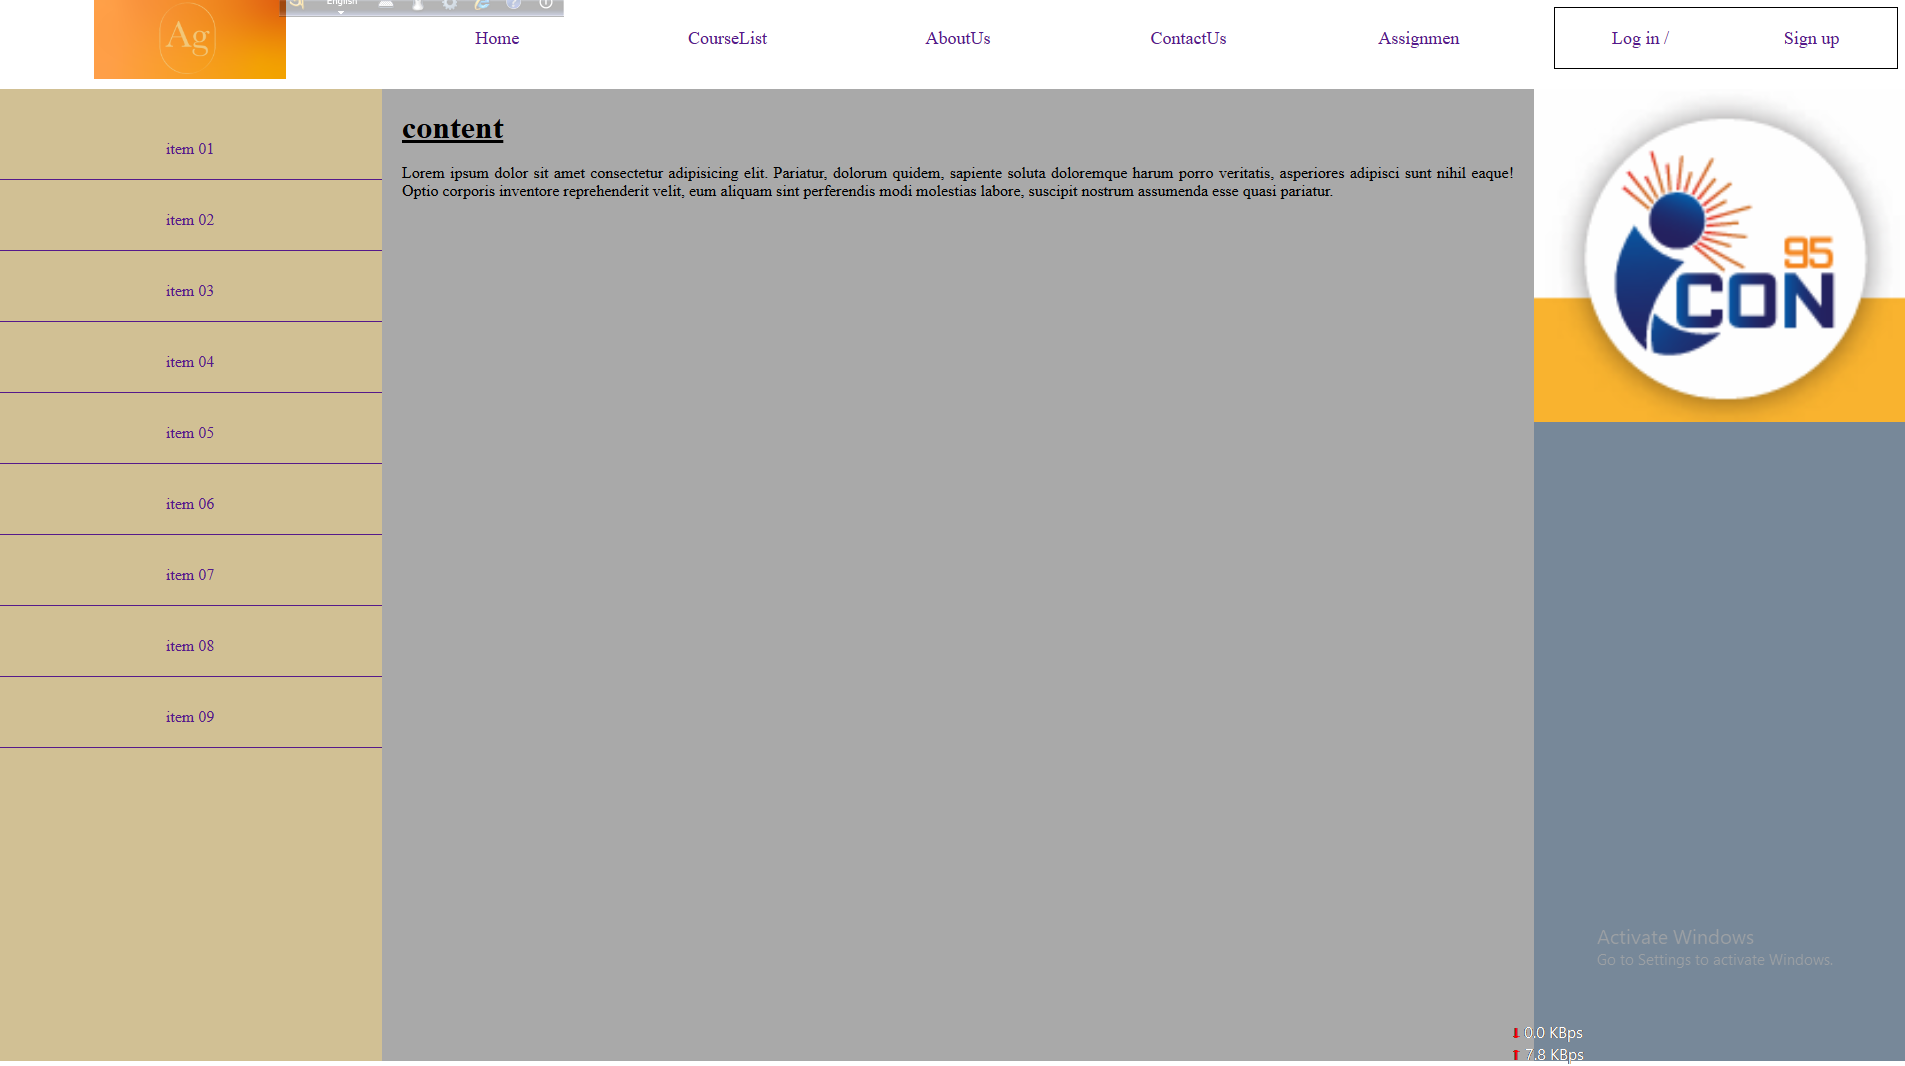 English
Ag
Home
CourseList
AboutUs
ContactUs
Assignmen
Log in /
Sign up
item 01
item 02
item 03
item 04
item 05
item 06
item 07
item 08
item 09
content
Lorem ipsum dolor sit amet consectetur adipisicing elit. Pariatur, dolorum quidem, sapiente soluta doloremque harum porro veritatis, asperiores adipisci sunt nihil eaque!
Optio corporis inventore reprehenderit velit, eum aliquam sint perferendis modi molestias labore, suscipit nostrum assumenda esse quasi pariatur.
95
CON
Activate Windows
Go to Settings to activate Windows.
0.0 KBps
7.8 KBps